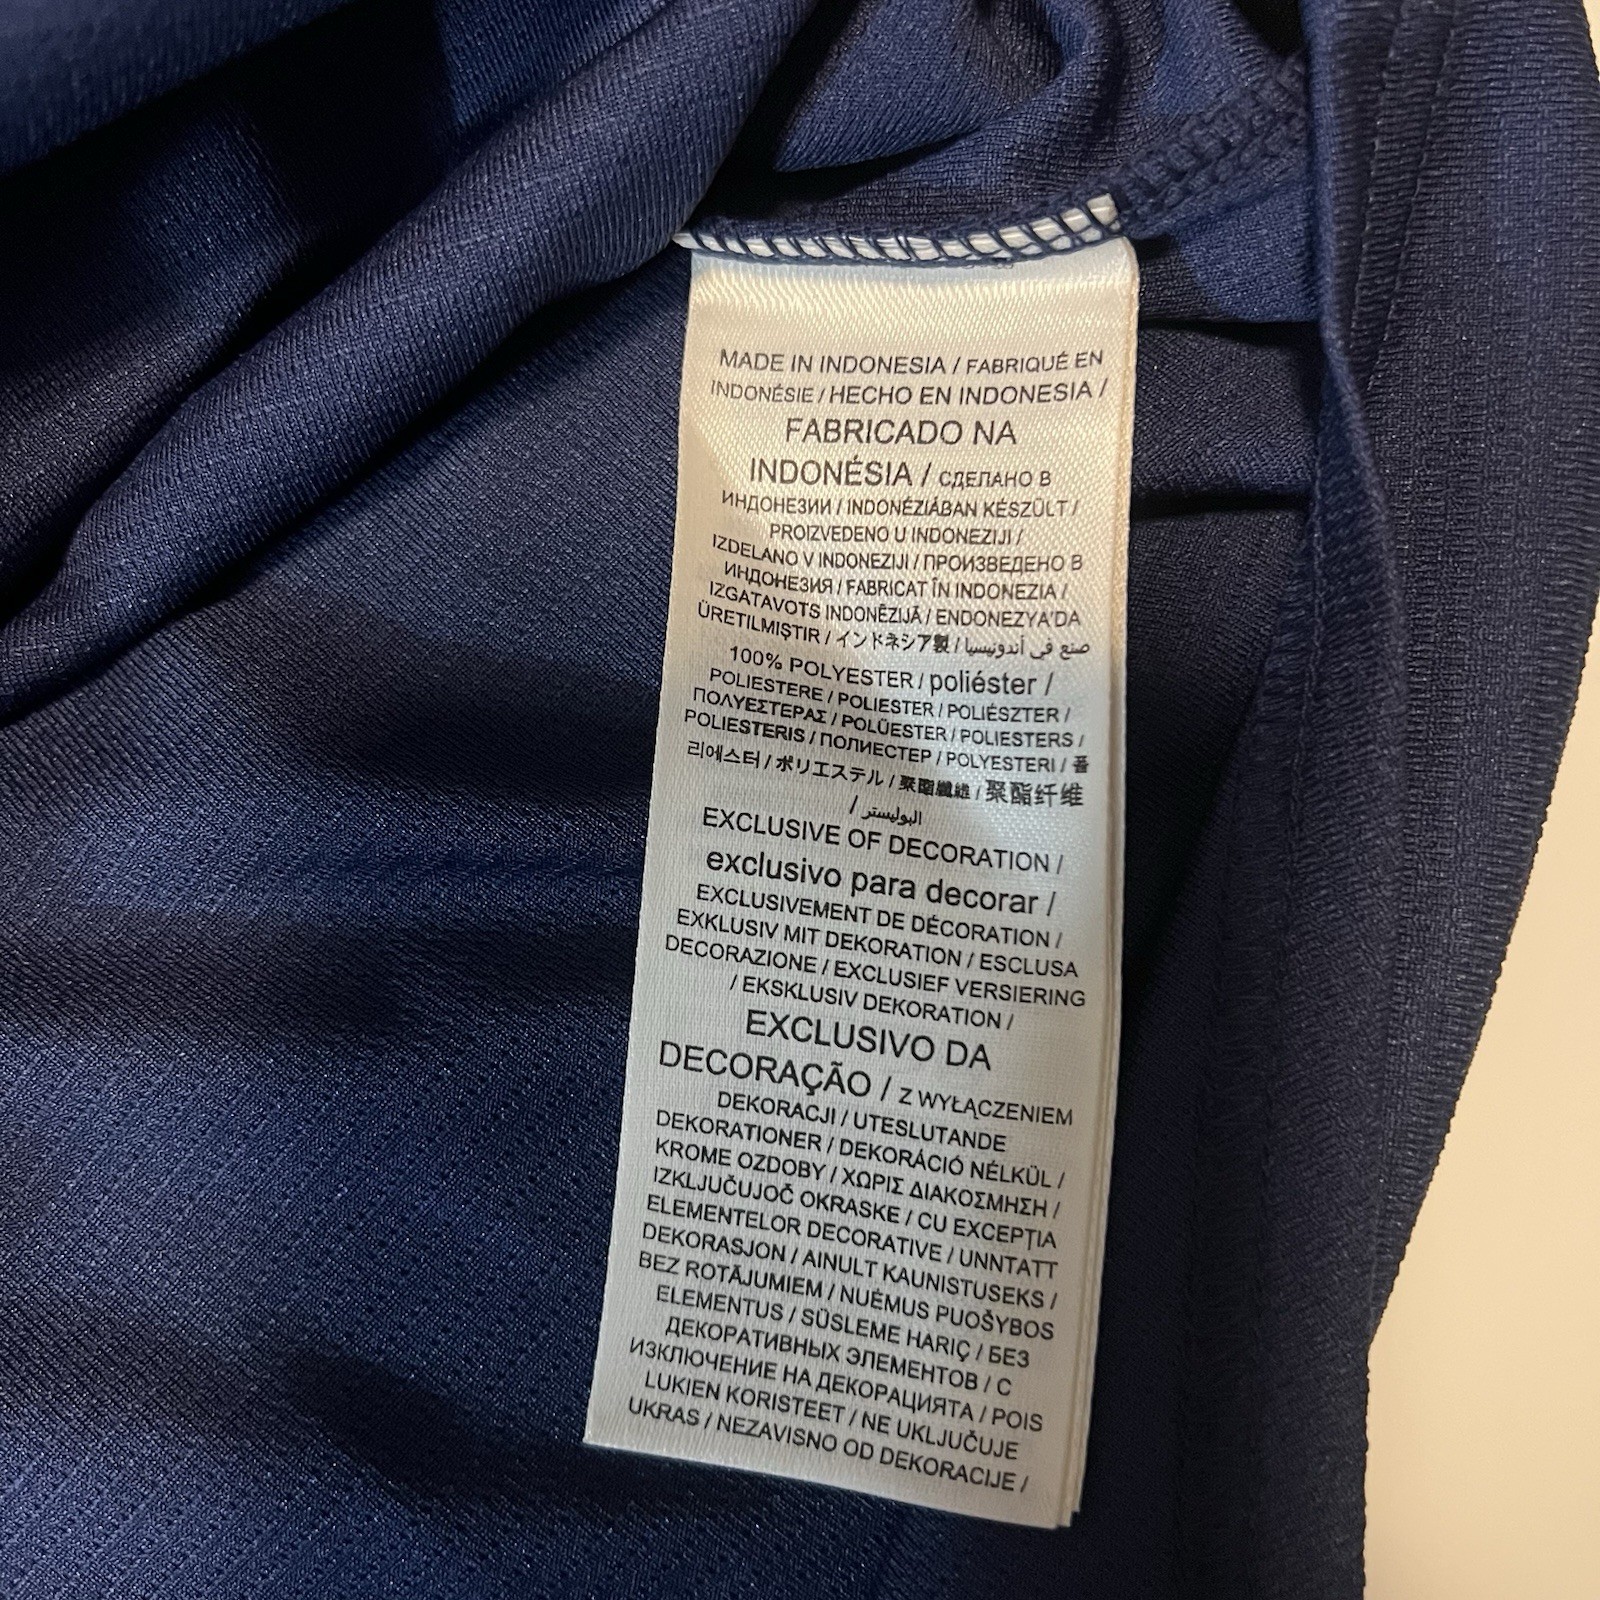 MADE IN INDONESIA / FABRIQUÉ EN
INDONÉSIE / HECHO EN INDONESIA /
FABRICADO NA
INDONÉSIA / СДЕЛАНО В
ИНДОНЕЗИИ / INDONÉZIÁBAN KÉSZÜLT /
PROIZVEDENO U INDONEZIJI /
IZDELANO V INDONEZIJI / ПРОИЗВЕДЕНО В
ИНДОНЕЗИЯ / FABRICAT ÎN INDONEZIA /
IZGATAVOTS INDONĒZIJĀ / ENDONEZYA'DA
ÜRETILMIŞTIR / インドネシア製 / صنع في أندونيسيا
100% POLYESTER / poliéster /
POLIESTERE / POLIESTER / POLIÉSZTER /
ΠΟΛΥΕΣΤΕΡΑΣ / POLÜESTER / POLIESTERS /
POLIESTERIS / ПОЛИЕСТЕР / POLYESTERI / 폴
리에스터 / ポリエステル / 聚酯纖維 / 聚酯纤维
/ البوليستر
EXCLUSIVE OF DECORATION /
exclusivo para decorar /
EXCLUSIVEMENT DE DÉCORATION /
EXKLUSIV MIT DEKORATION / ESCLUSA
DECORAZIONE / EXCLUSIEF VERSIERING
/ EKSKLUSIV DEKORATION /
EXCLUSIVO DA
DECORAÇÃO / Z WYŁĄCZENIEM
DEKORACJI / UTESLUTANDE
DEKORATIONER / DEKORÁCIÓ NÉLKÜL /
KROME OZDOBY / ΧΩΡΙΣ ΔΙΑΚΟΣΜΗΣΗ /
IZKLJUČUJOČ OKRASKE / CU EXCEPȚIA
ELEMENTELOR DECORATIVE / UNNTATT
DEKORASJON / AINULT KAUNISTUSEKS /
BEZ ROTĀJUMIEM / NUĖMUS PUOŠYBOS
ELEMENTUS / SÜSLEME HARIÇ / БЕЗ
ДЕКОРАТИВНЫХ ЭЛЕМЕНТОВ / С
ИЗКЛЮЧЕНИЕ НА ДЕКОРАЦИЯТА / POIS
LUKIEN KORISTEET / NE UKLJUČUJE
UKRAS / NEZAVISNO OD DEKORACIJE /